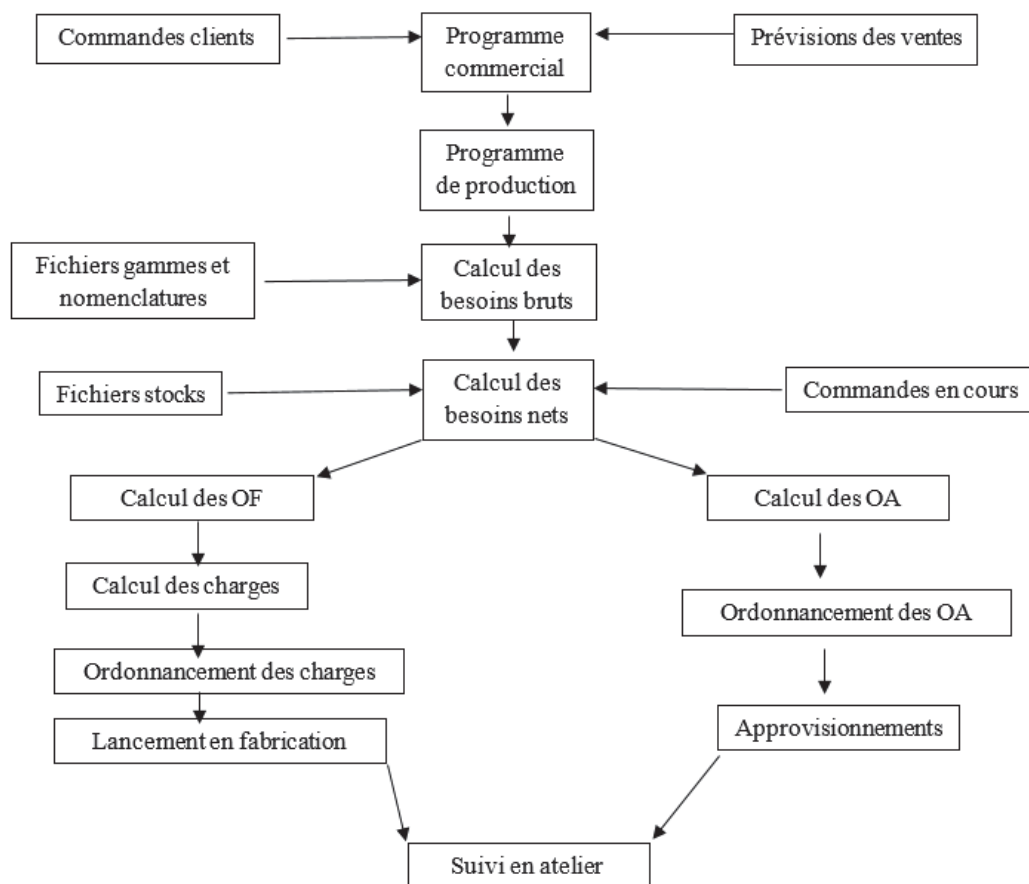 Commandes clients
Programme
commercial
Prévisions des ventes
Programme
de production
Fichiers gammes et
nomenclatures
Calcul des
besoins bruts
Fichiers stocks
Calcul des
besoins nets
Commandes en cours
Calcul des OF
Calcul des OA
Calcul des charges
Ordonnancement des OA
Ordonnancement des charges
Lancement en fabrication
Approvisionnements
Suivi en atelier